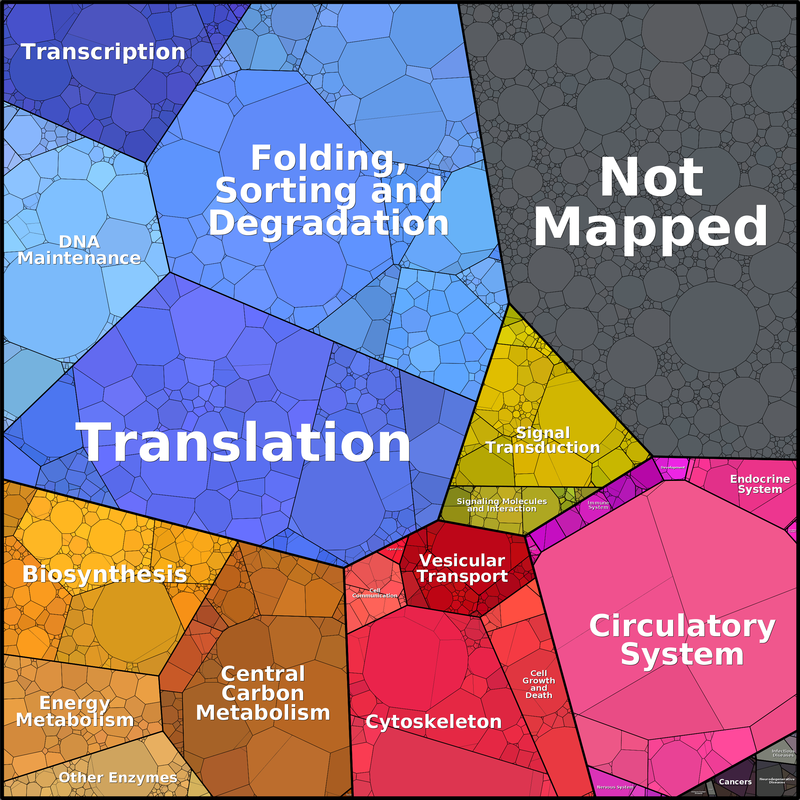 Transcription
Folding,
Sorting and
Degradation
Not
Mapped
DNA
Maintenance
Translation
Signal
Transduction
Signaling Molecules
and Interaction
Immune
System
Development
Endocrine
System
Biosynthesis
Vesicular
Transport
Cell
Communication
Circulatory
System
Central
Carbon
Metabolism
Energy
Metabolism
Cell
Growth
and
Death
Cytoskeleton
Other Enzymes
Nervous System
Infectious
Diseases
Cancers
Neurodegenerative
Diseases